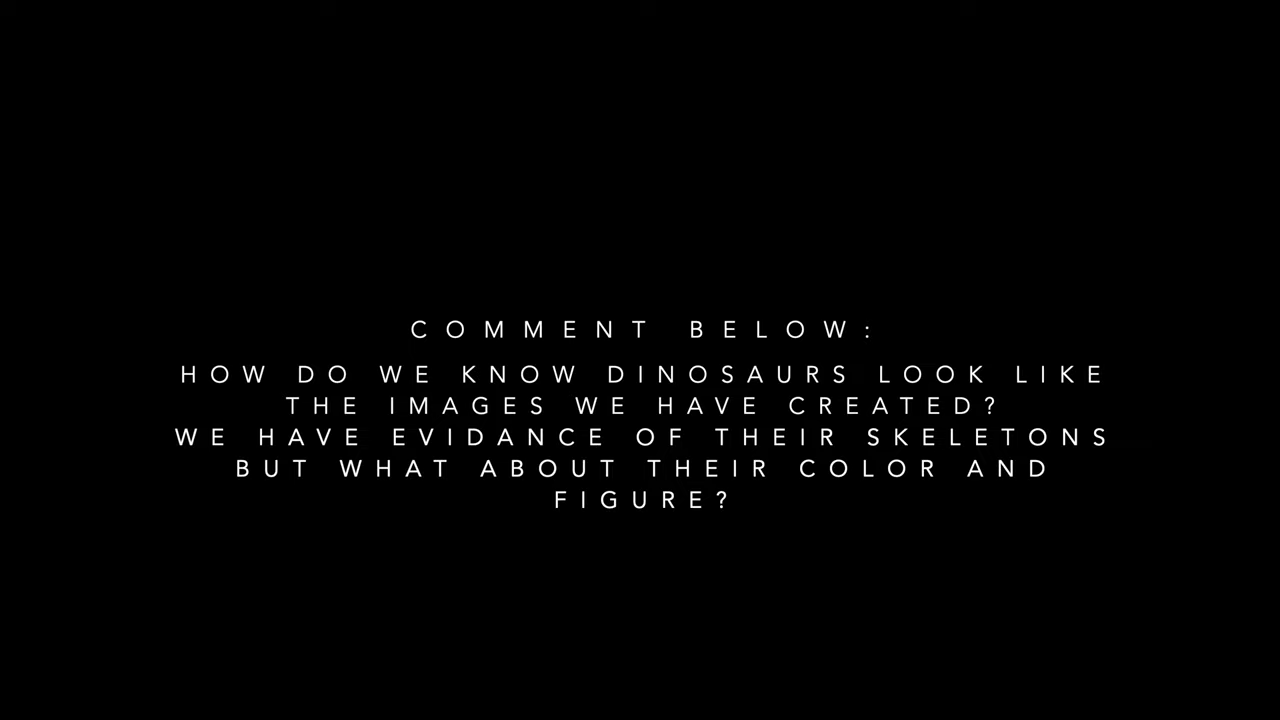 COMMENT BELOW:
HOW DO WE KNOW DINOSAURS LOOK LIKE
THE IMAGES WE HAVE CREATED?
WE HAVE EVIDANCE OF THEIR SKELETONS
BUT WHAT ABOUT THEIR COLOR AND
FIGURE?